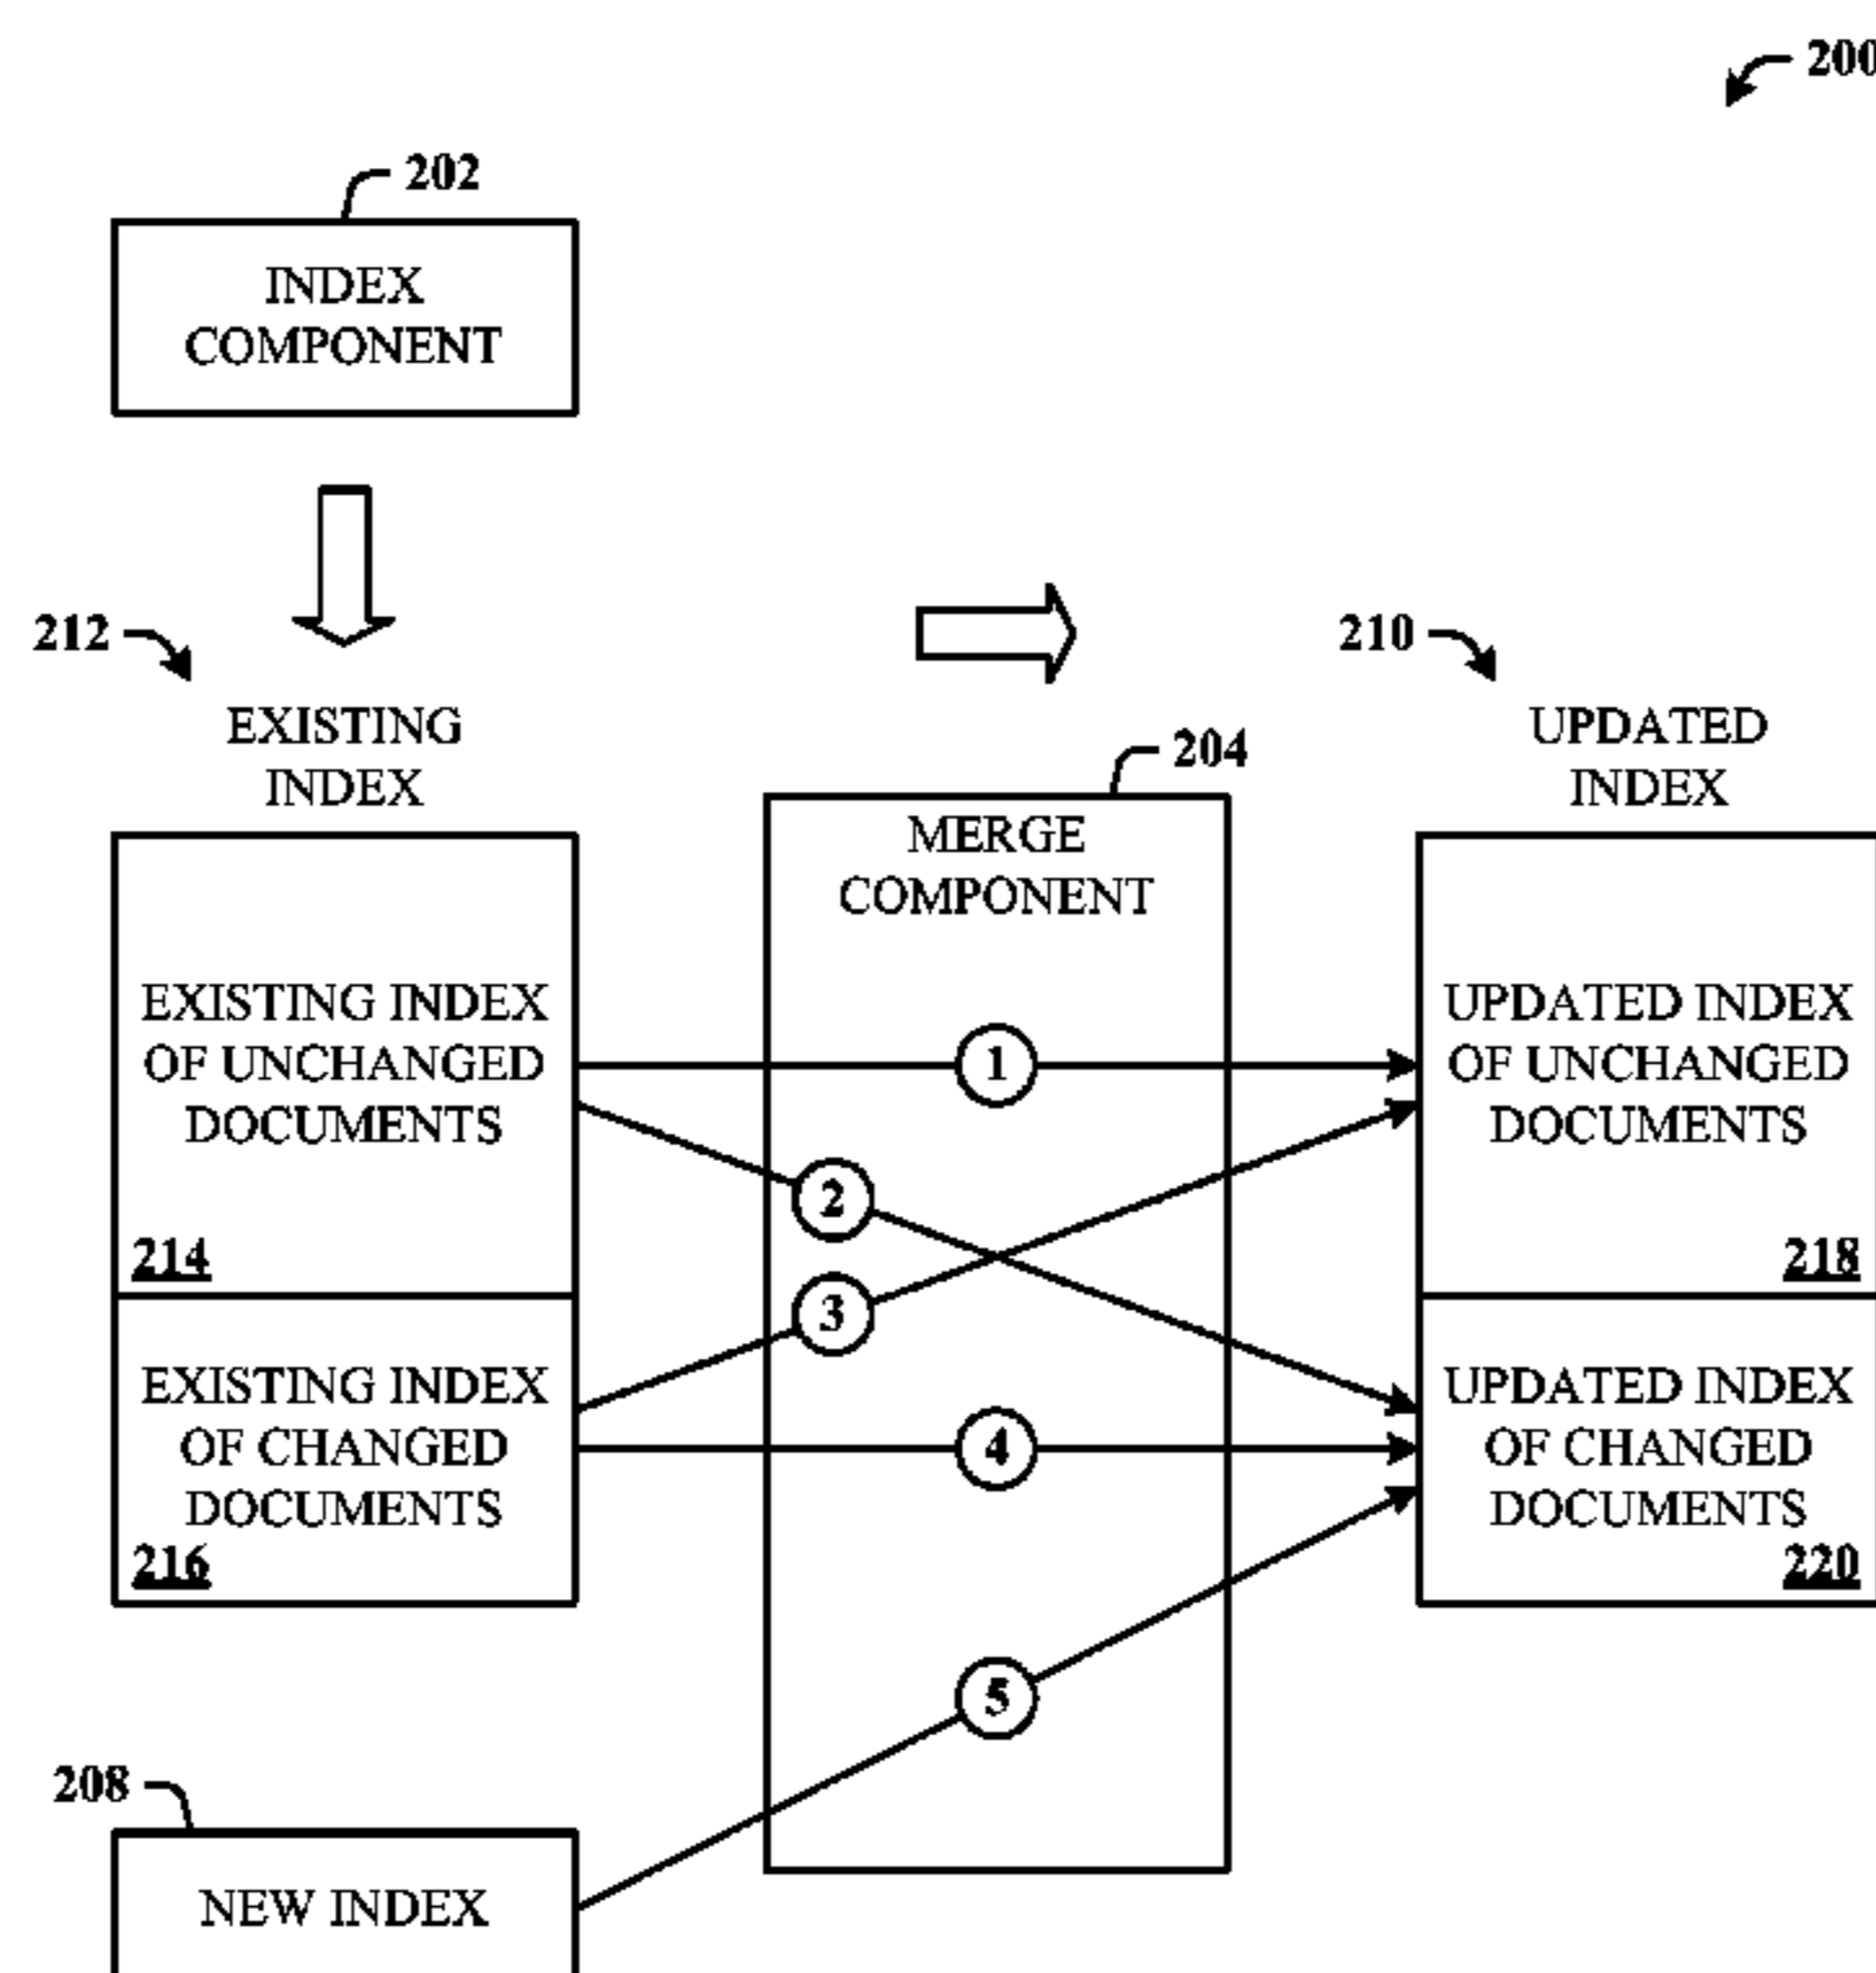 200
202
INDEX
COMPONENT
212
210
EXISTING
INDEX
UPDATED
INDEX
204
MERGE
COMPONENT
EXISTING INDEX
OF UNCHANGED
DOCUMENTS
214
1
2
3
4
5
UPDATED INDEX
OF UNCHANGED
DOCUMENTS
218
EXISTING INDEX
OF CHANGED
DOCUMENTS
216
UPDATED INDEX
OF CHANGED
DOCUMENTS
220
208
NEW INDEX